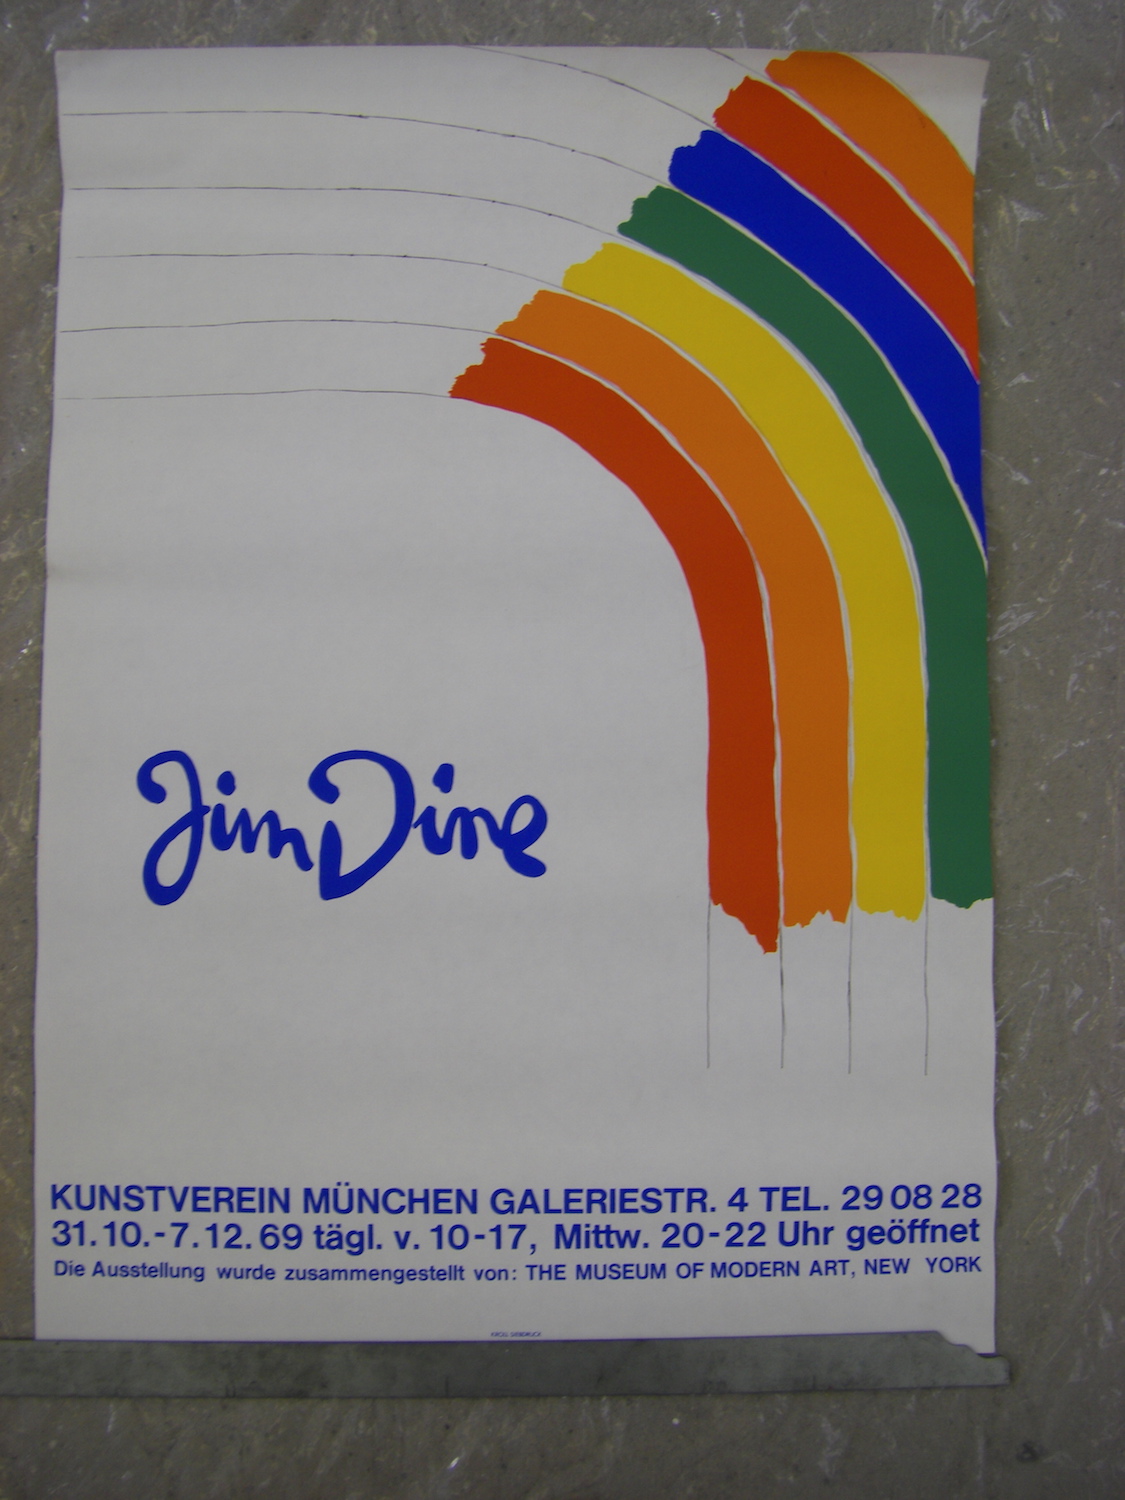 Jim Dine
KUNSTVEREIN MÜNCHEN GALERIESTR. 4 TEL. 29 08 28
31.10.-7.12.69 tägl. v. 10-17, Mittw. 20-22 Uhr geöffnet
Die Ausstellung wurde zusammengestellt von: THE MUSEUM OF MODERN ART, NEW YORK